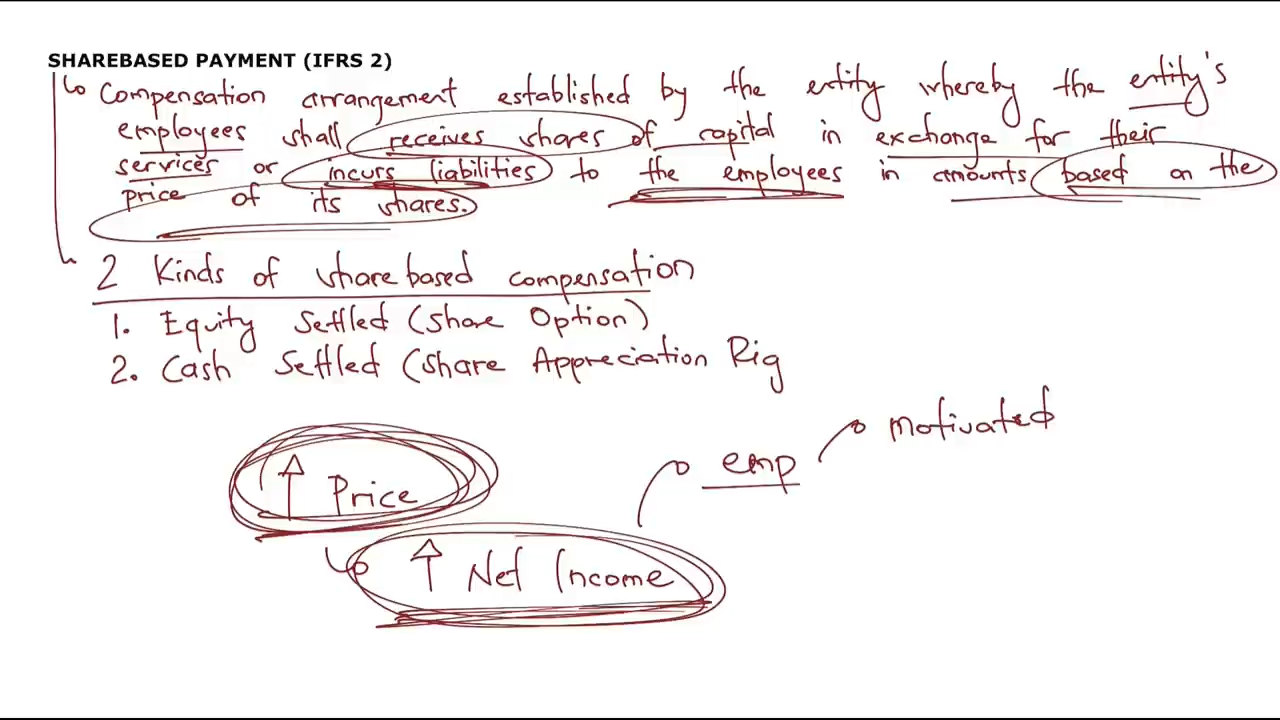 SHAREBASED PAYMENT (IFRS 2)
Compensation arrangement established by the entity whereby the entity's
employees shall receives shares of capital in exchange for their
services or incurs liabilities to the employees in amounts based on the
price of its shares.
2 Kinds of share based compensation
1. Equity Settled (Share Option)
2. Cash Settled (Share Appreciation Rig
motivated
emp
↑ Price
↑ Net Income